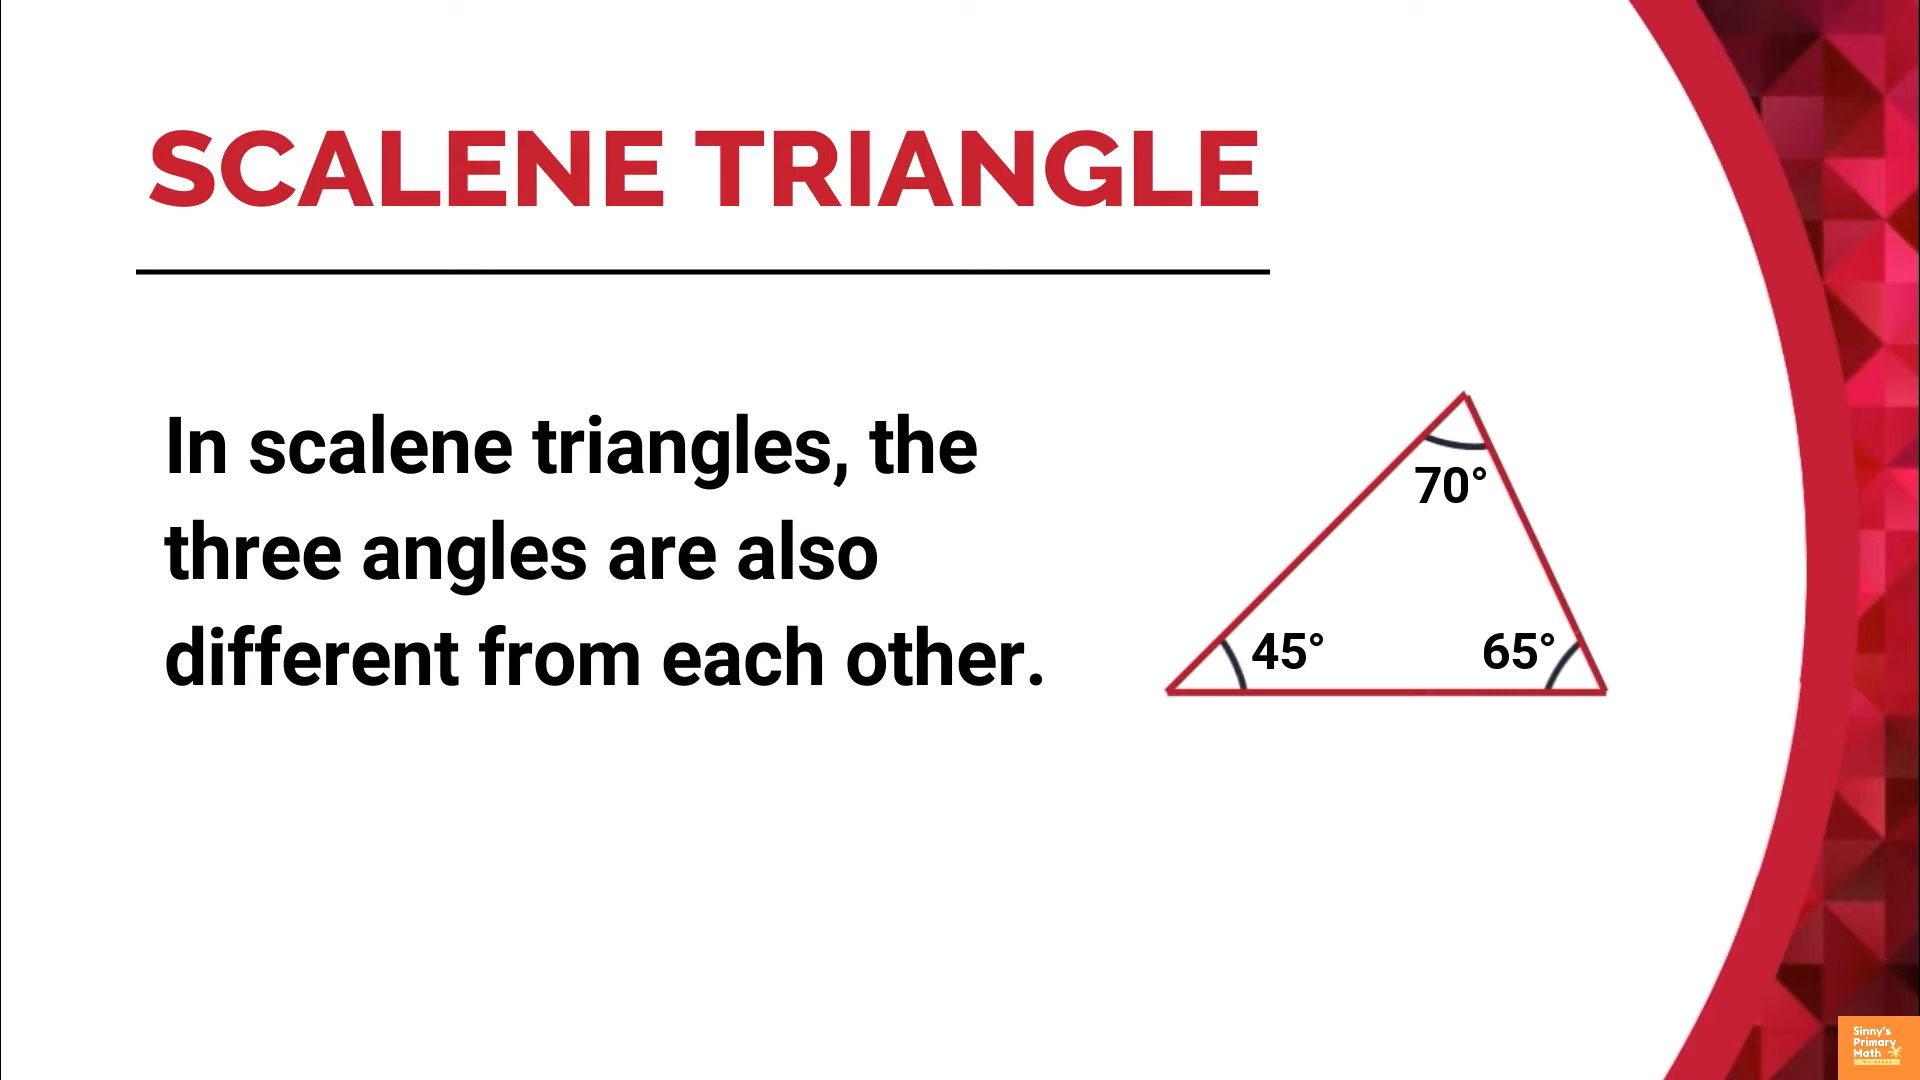 SCALENE TRIANGLE
In scalene triangles, the
three angles are also
different from each other.
70°
45°
65°
Sinny's
Primary
Math